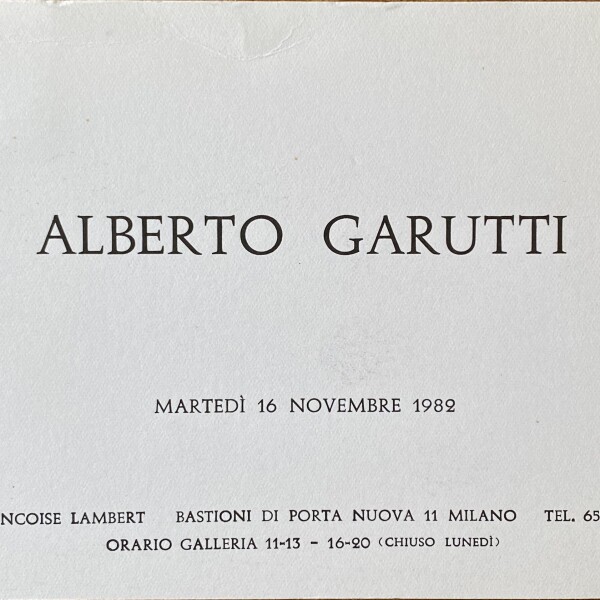 ALBERTO GARUTTI
MARTEDÌ 16 NOVEMBRE 1982
NCOISE LAMBERT BASTIONI DI PORTA NUOVA 11 MILANO TEL. 65
ORARIO GALLERIA 11-13 – 16-20 (CHIUSO LUNEDÌ)